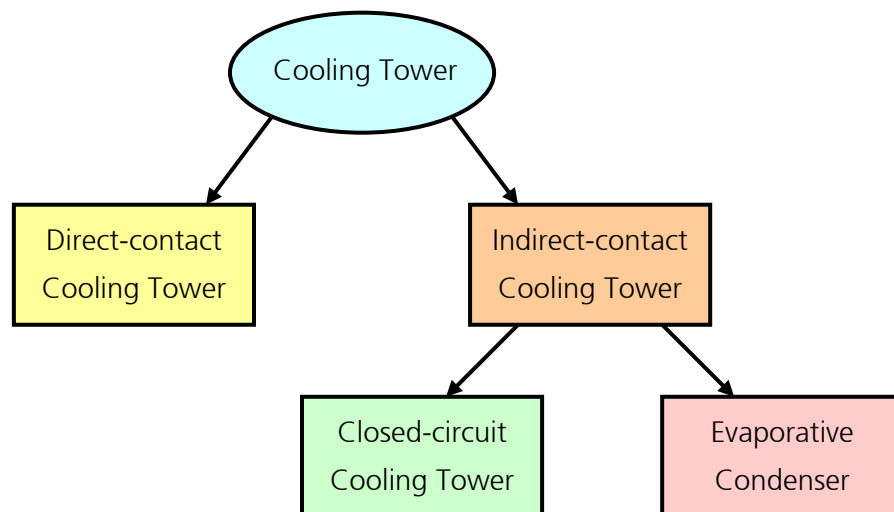 Cooling Tower
Direct-contact
Cooling Tower
Indirect-contact
Cooling Tower
Closed-circuit
Cooling Tower
Evaporative
Condenser